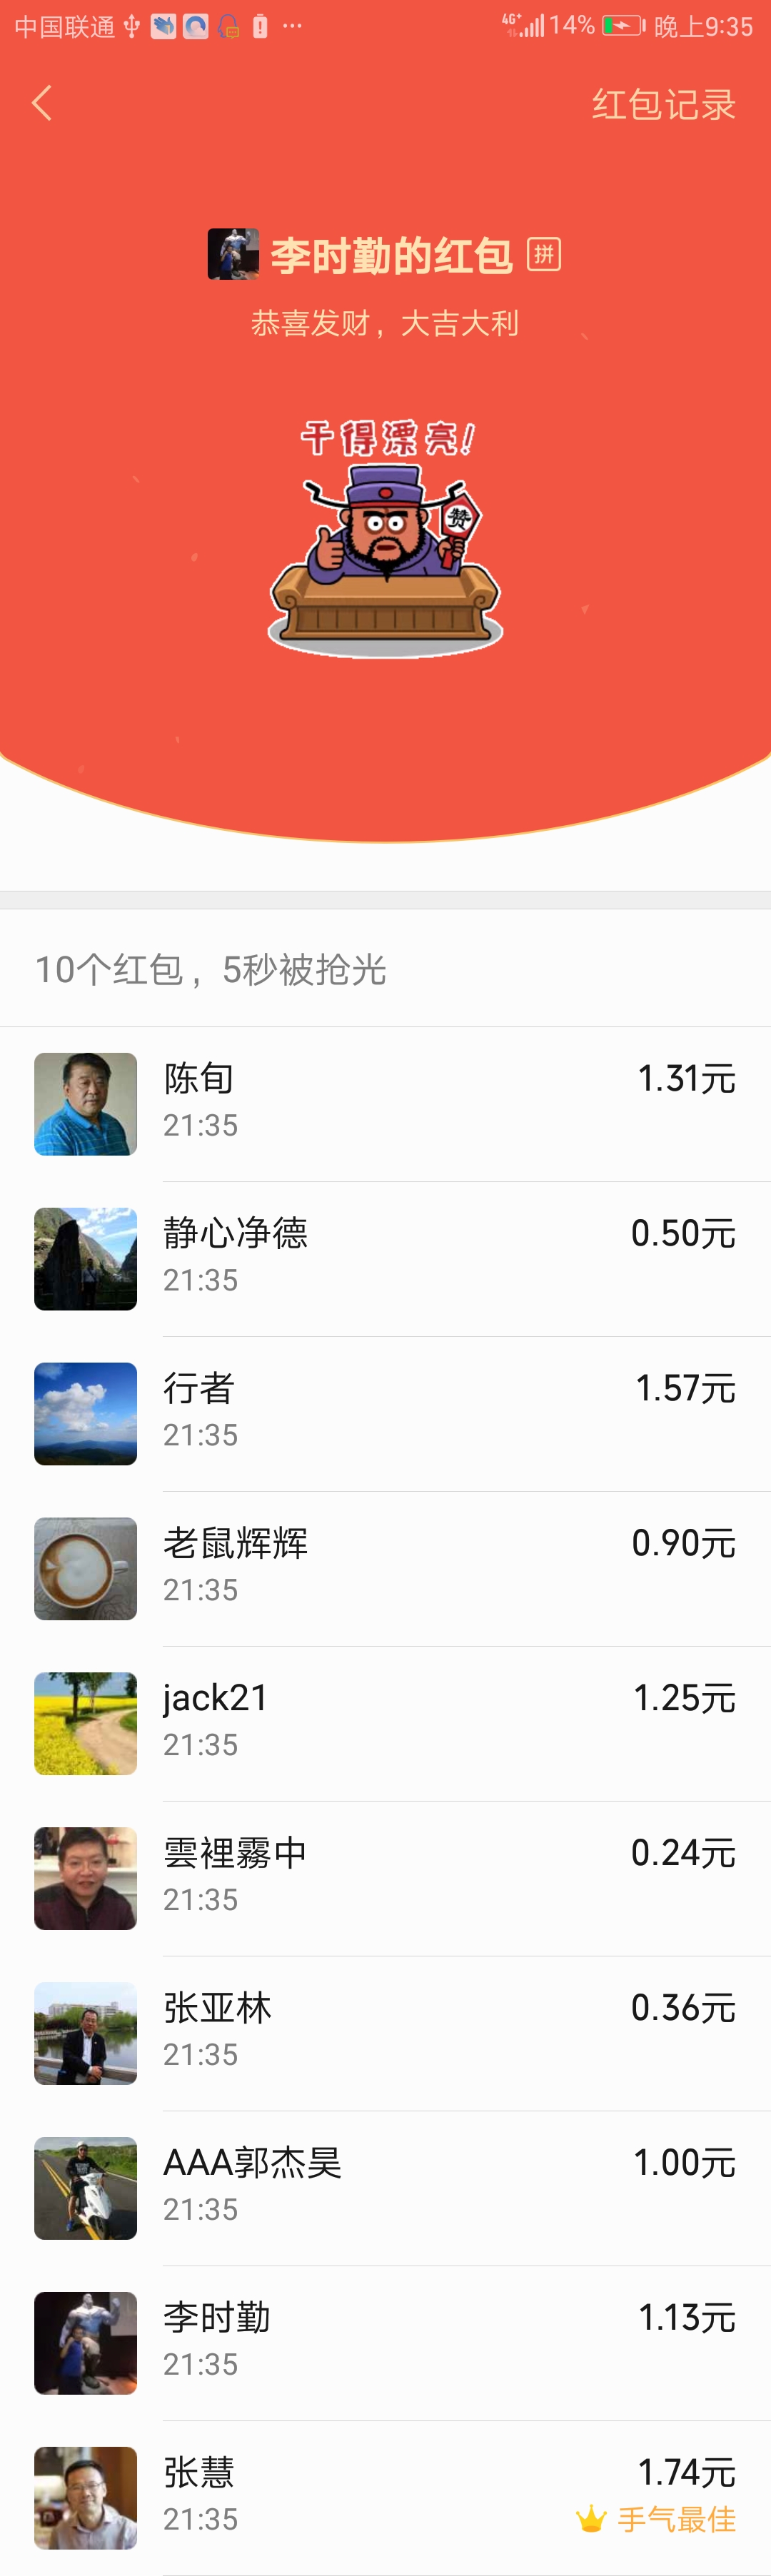 中国联通 4G+ 14% 晚上9:35
红包记录
李时勤的红包 拼
恭喜发财，大吉大利
干得漂亮!
赞
10个红包，5秒被抢光
陈旬 1.31元
21:35
静心净德 0.50元
21:35
行者 1.57元
21:35
老鼠辉辉 0.90元
21:35
jack21 1.25元
21:35
雲裡霧中 0.24元
21:35
张亚林 0.36元
21:35
AAA郭杰昊 1.00元
21:35
李时勤 1.13元
21:35
张慧 1.74元
21:35 手气最佳